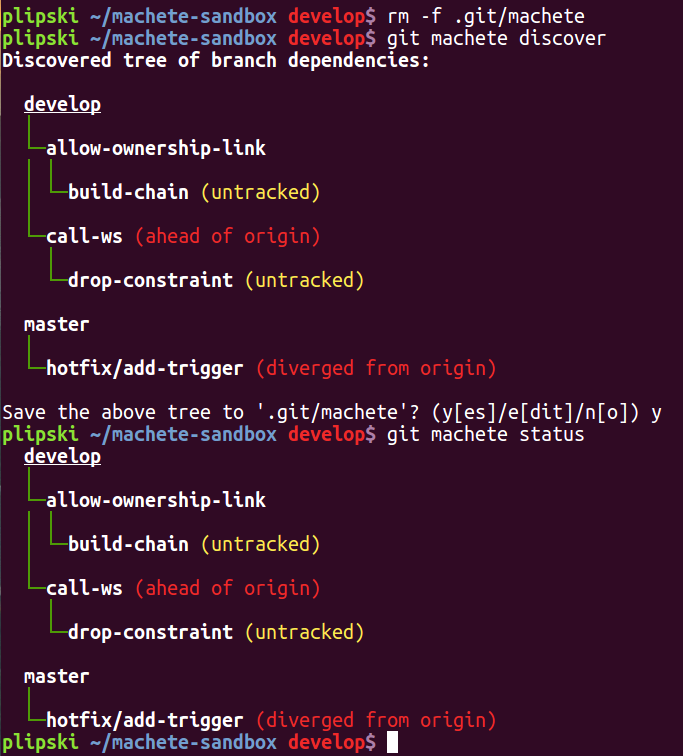 plipski ~/machete-sandbox develop$ rm -f .git/machete
plipski ~/machete-sandbox develop$ git machete discover
Discovered tree of branch dependencies:
develop
allow-ownership-link
build-chain (untracked)
call-ws (ahead of origin)
drop-constraint (untracked)
master
hotfix/add-trigger (diverged from origin)
Save the above tree to '.git/machete'? (y[es]/e[dit]/n[o]) y
plipski ~/machete-sandbox develop$ git machete status
develop
allow-ownership-link
build-chain (untracked)
call-ws (ahead of origin)
drop-constraint (untracked)
master
hotfix/add-trigger (diverged from origin)
plipski ~/machete-sandbox develop$